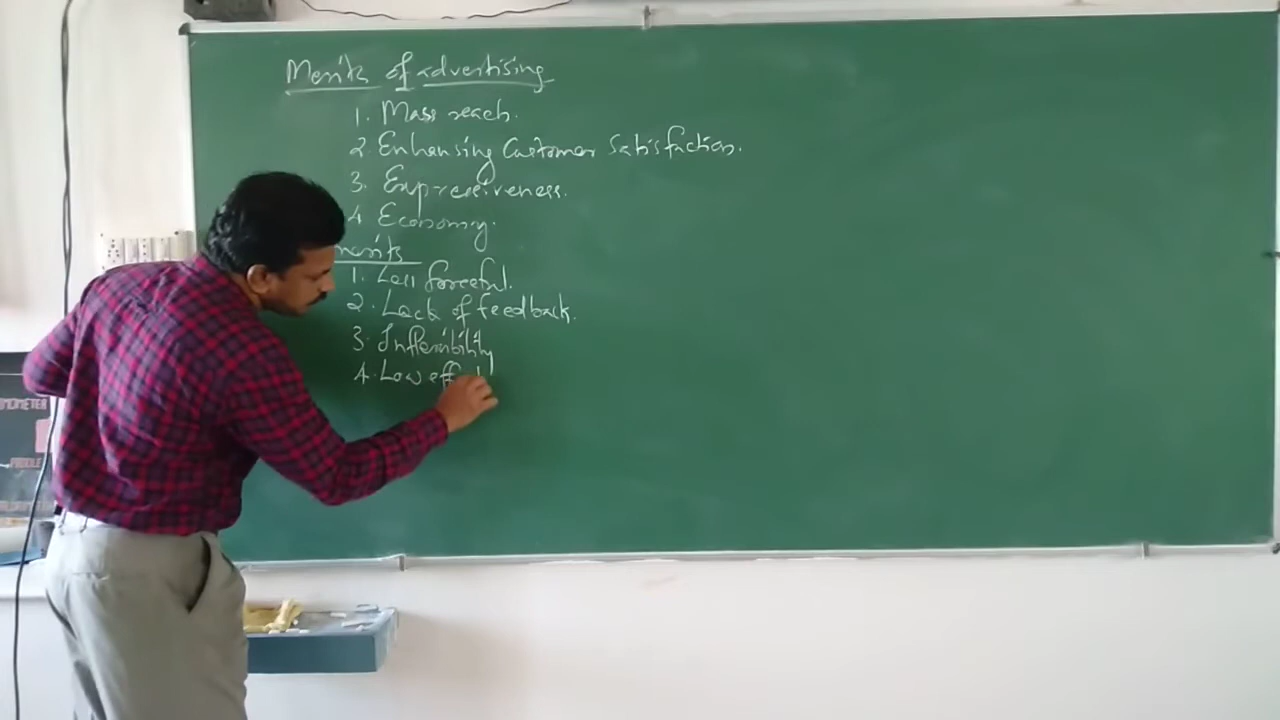 Merits of advertising
1. Mass reach.
2. Enhansing Customer Satisfaction.
3. Expressiveness.
4 Economy.
merits
1. Less forceful.
2. Lack of feedback.
3. Inflexibility
4. Low